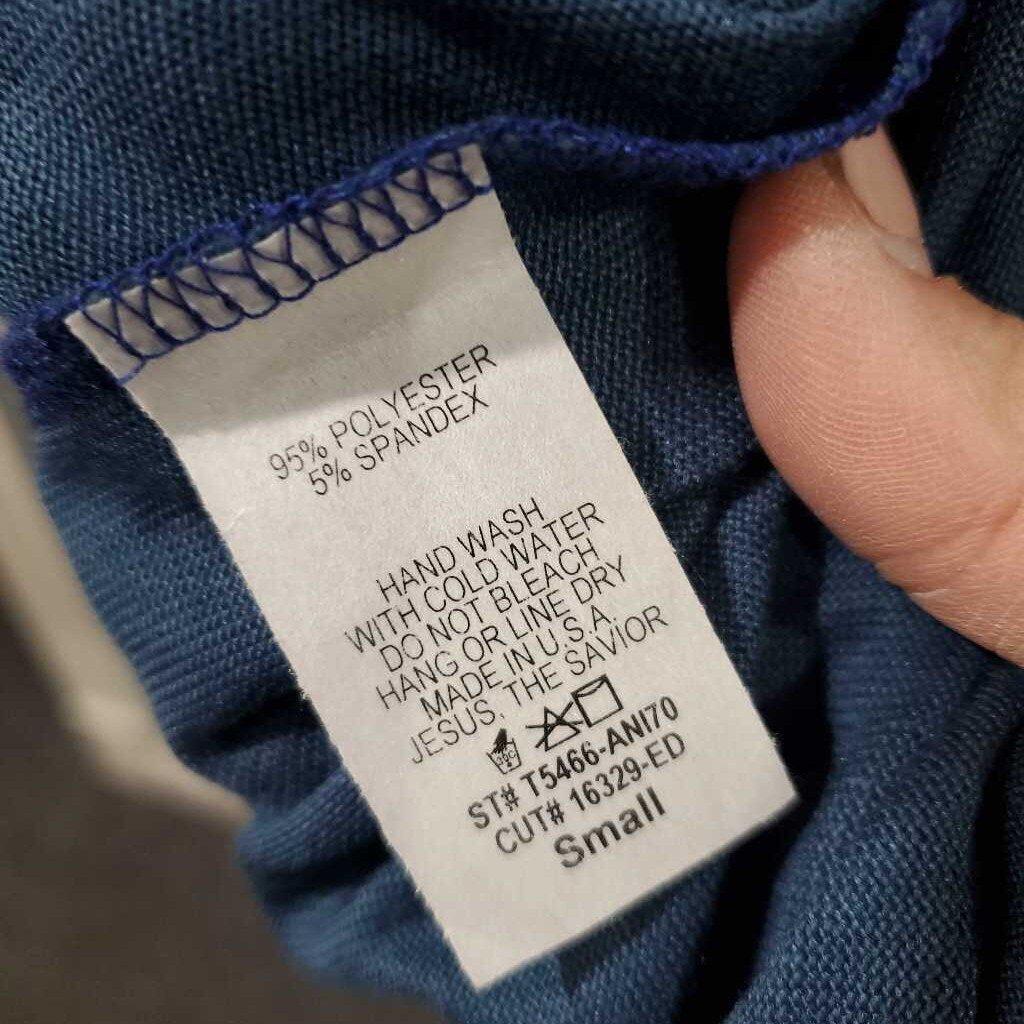 95% POLYESTER
5% SPANDEX
HAND WASH
WITH COLD WATER
DO NOT BLEACH
HANG OR LINE DRY
MADE IN U.S.A.
JESUS, THE SAVIOR
30C
ST# T5466-ANI70
CUT# 16329-ED
Small